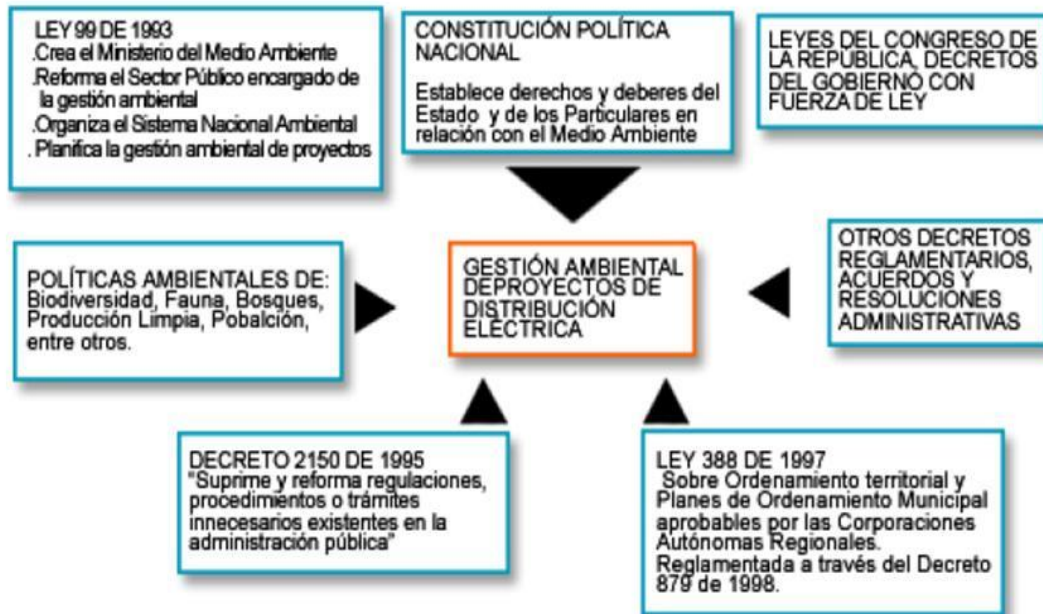 LEY 99 DE 1993
.Crea el Ministerio del Medio Ambiente
.Reforma el Sector Público encargado de
la gestión ambiental
.Organiza el Sistema Nacional Ambiental
. Planifica la gestión ambiental de proyectos
CONSTITUCIÓN POLÍTICA
NACIONAL
Establece derechos y deberes del
Estado y de los Particulares en
relación con el Medio Ambiente
LEYES DEL CONGRESO DE
LA REPÚBLICA, DECRETOS
DEL GOBIERNO CON
FUERZA DE LEY
POLÍTICAS AMBIENTALES DE:
Biodiversidad, Fauna, Bosques,
Producción Limpia, Pobalción,
entre otros.
GESTIÓN AMBIENTAL
DEPROYECTOS DE
DISTRIBUCIÓN
ELÉCTRICA
OTROS DECRETOS
REGLAMENTARIOS,
ACUERDOS Y
RESOLUCIONES
ADMINISTRATIVAS
DECRETO 2150 DE 1995
"Suprime y reforma regulaciones,
procedimientos o trámites
innecesarios existentes en la
administración pública"
LEY 388 DE 1997
Sobre Ordenamiento territorial y
Planes de Ordenamiento Municipal
aprobables por las Corporaciones
Autónomas Regionales.
Reglamentada a través del Decreto
879 de 1998.